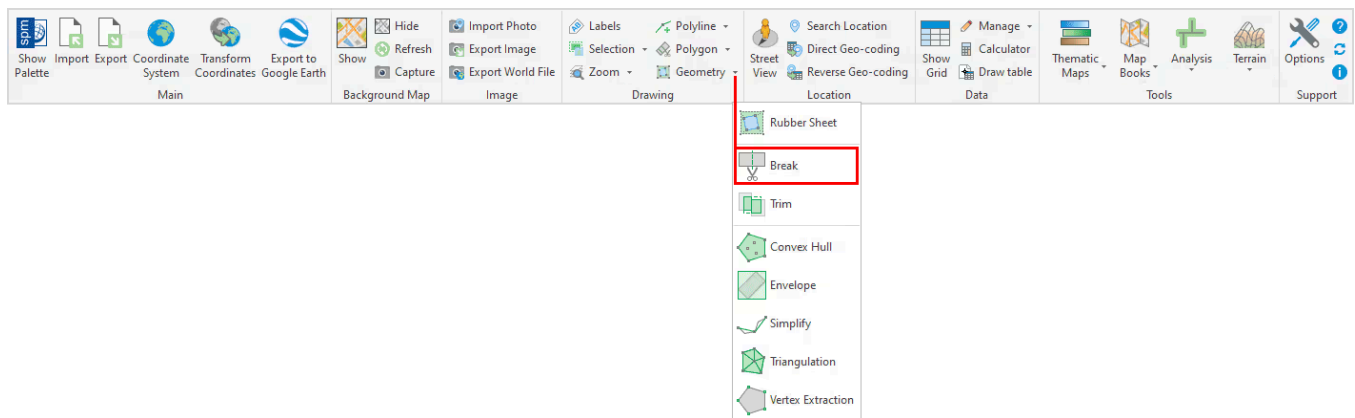 spm
Show Palette
Import
Export
Coordinate System
Transform Coordinates
Export to Google Earth
Main
Show
Hide
Refresh
Capture
Background Map
Import Photo
Export Image
Export World File
Image
Labels
Selection
Zoom
Polyline
Polygon
Geometry
Drawing
Street View
Search Location
Direct Geo-coding
Reverse Geo-coding
Location
Show Grid
Manage
Calculator
Draw table
Data
Thematic Maps
Map Books
Analysis
Terrain
Tools
Options
Support
Rubber Sheet
Break
Trim
Convex Hull
Envelope
Simplify
Triangulation
Vertex Extraction